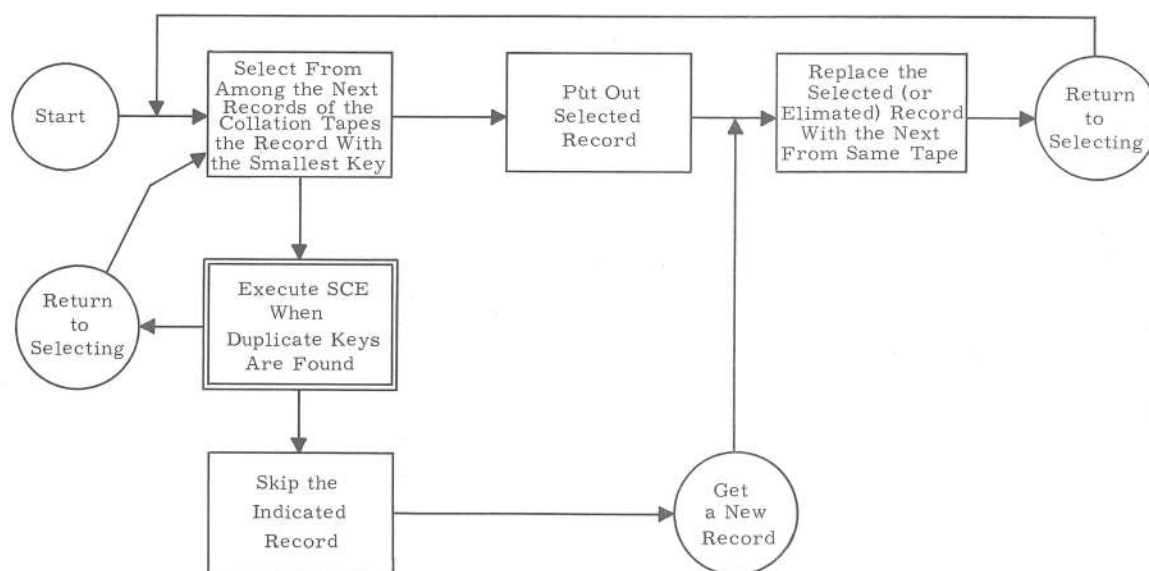 Start
Select From
Among the Next
Records of the
Collation Tapes
the Record With
the Smallest Key
Put Out
Selected
Record
Replace the
Selected (or
Elimated) Record
With the Next
From Same Tape
Return
to
Selecting
Return
to
Selecting
Execute SCE
When
Duplicate Keys
Are Found
Skip the
Indicated
Record
Get
a New
Record